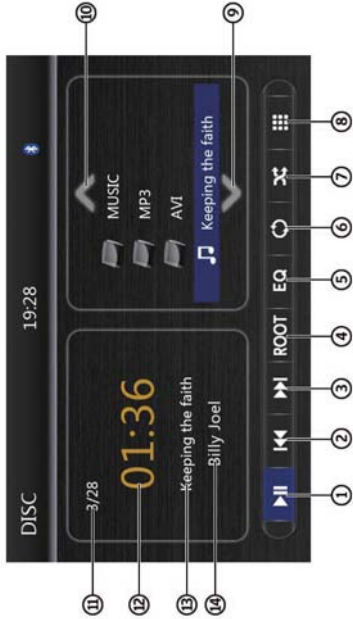 DISC 19:28
⑪ 3/28
⑫ 01:36
⑬ Keeping the faith
⑭ Billy Joel
⑩
MUSIC
MP3
AVI
Keeping the faith
⑨
ROOT EQ
① ② ③ ④ ⑤ ⑥ ⑦ ⑧